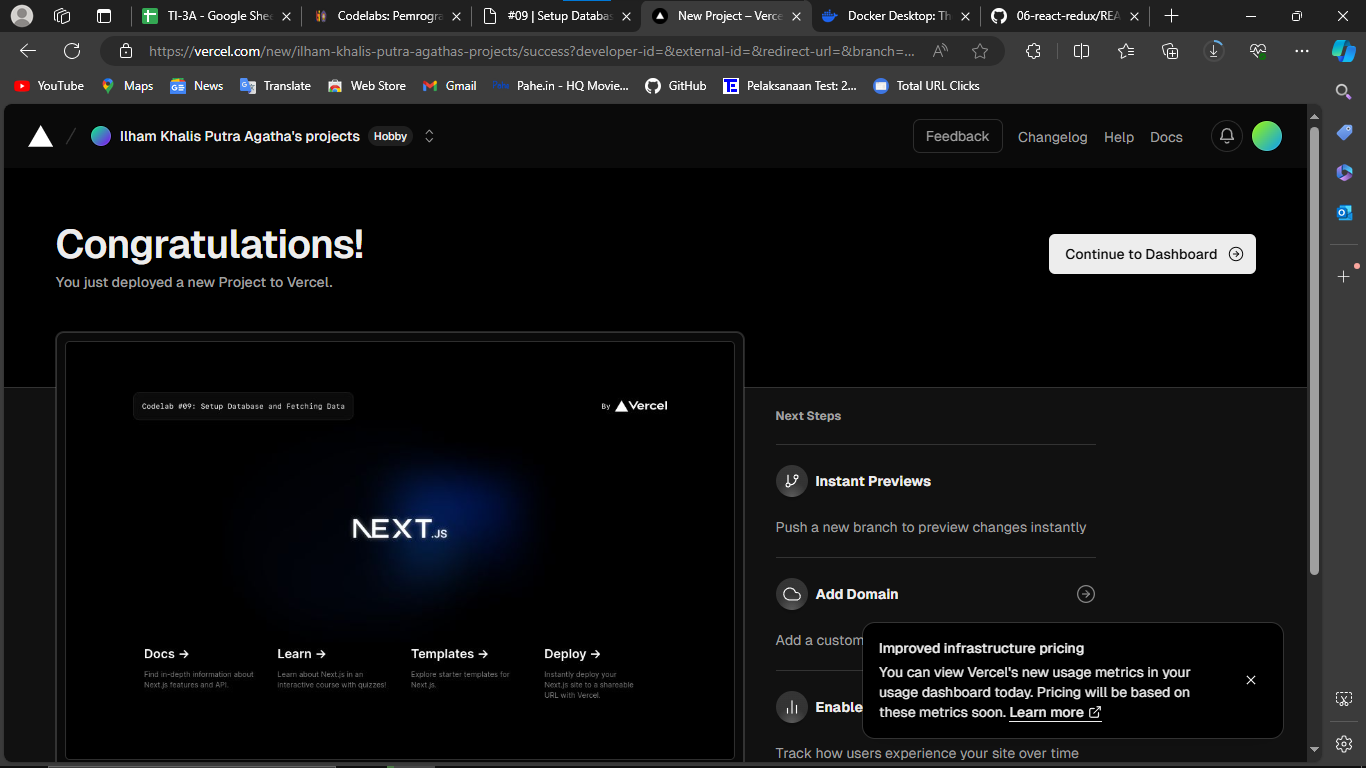 TI-3A - Google She
Codelabs: Pemrogra
#09 | Setup Databas
New Project – Verce
Docker Desktop: Th
06-react-redux/REA
https://vercel.com/new/ilham-khalis-putra-agathas-projects/success?developer-id=&external-id=&redirect-url=&branch=...
YouTube
Maps
News
Translate
Web Store
Gmail
Pahe.in - HQ Movie...
GitHub
Pelaksanaan Test: 2...
Total URL Clicks
Ilham Khalis Putra Agatha's projects
Hobby
Feedback
Changelog
Help
Docs
Congratulations!
You just deployed a new Project to Vercel.
Continue to Dashboard
Codelab #09: Setup Database and Fetching Data
By Vercel
NEXT.JS
Docs ->
Find in-depth information about
Next.js features and API.
Learn ->
Learn about Next.js in an
interactive course with quizzes!
Templates ->
Explore starter templates for
Next.js.
Deploy ->
Instantly deploy your
Next.js site to a shareable
URL with Vercel.
Next Steps
Instant Previews
Push a new branch to preview changes instantly
Add Domain
Add a custom
Enable
Track how users experience your site over time
Improved infrastructure pricing
You can view Vercel's new usage metrics in your
usage dashboard today. Pricing will be based on
these metrics soon. Learn more